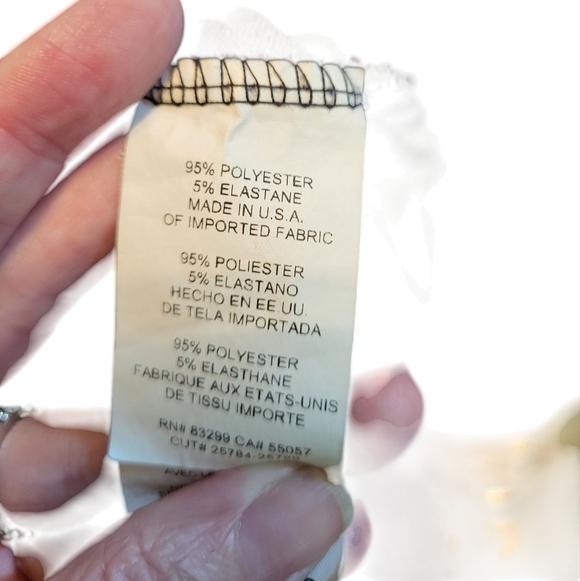 95% POLYESTER
5% ELASTANE
MADE IN U.S.A.
OF IMPORTED FABRIC
95% POLIESTER
5% ELASTANO
HECHO EN EE.UU.
DE TELA IMPORTADA
95% POLYESTER
5% ELASTHANE
FABRIQUE AUX ETATS-UNIS
DE TISSU IMPORTE
RN# 83299 CA# 55057
CUT#